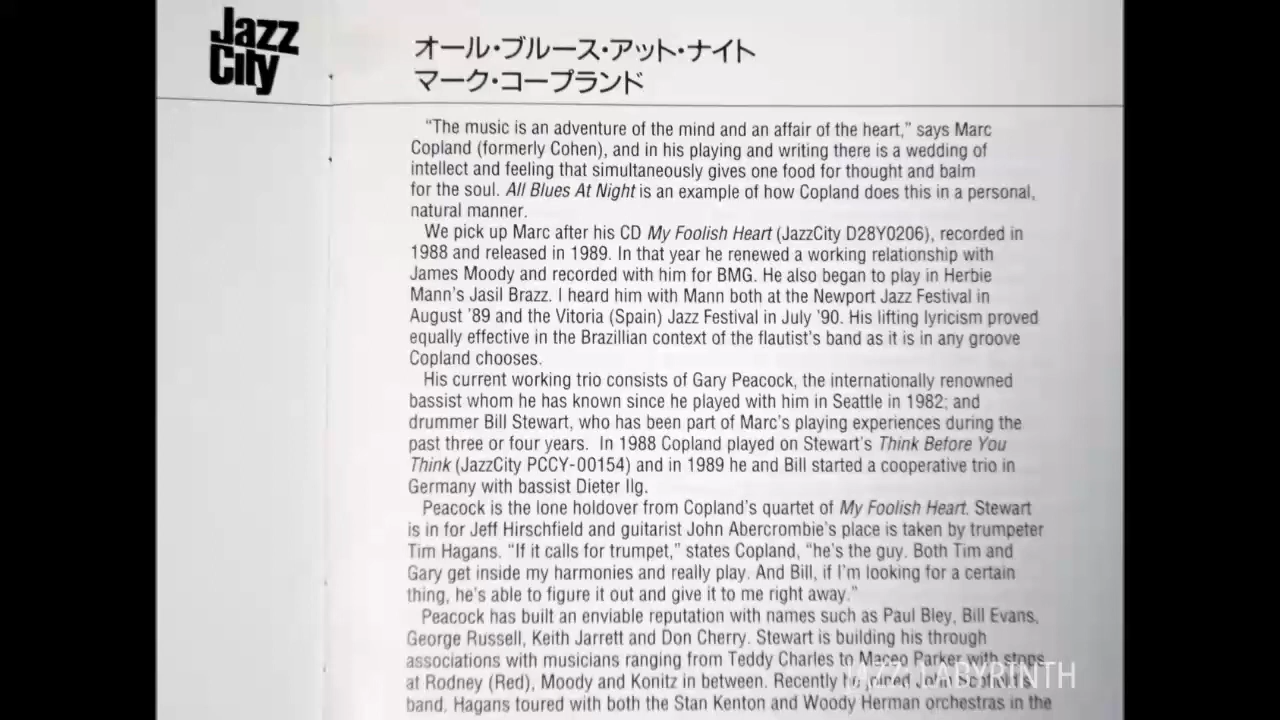 Jazz
City
オール・ブルース・アット・ナイト
マーク・コープランド
“The music is an adventure of the mind and an affair of the heart,” says Marc
Copland (formerly Cohen), and in his playing and writing there is a wedding of
intellect and feeling that simultaneously gives one food for thought and balm
for the soul. All Blues At Night is an example of how Copland does this in a personal,
natural manner.
We pick up Marc after his CD My Foolish Heart (JazzCity D28Y0206), recorded in
1988 and released in 1989. In that year he renewed a working relationship with
James Moody and recorded with him for BMG. He also began to play in Herbie
Mann’s Jasil Brazz. I heard him with Mann both at the Newport Jazz Festival in
August ’89 and the Vitoria (Spain) Jazz Festival in July ’90. His lifting lyricism proved
equally effective in the Brazillian context of the flautist’s band as it is in any groove
Copland chooses.
His current working trio consists of Gary Peacock, the internationally renowned
bassist whom he has known since he played with him in Seattle in 1982; and
drummer Bill Stewart, who has been part of Marc’s playing experiences during the
past three or four years. In 1988 Copland played on Stewart’s Think Before You
Think (JazzCity PCCY-00154) and in 1989 he and Bill started a cooperative trio in
Germany with bassist Dieter Ilg.
Peacock is the lone holdover from Copland’s quartet of My Foolish Heart. Stewart
is in for Jeff Hirschfield and guitarist John Abercrombie’s place is taken by trumpeter
Tim Hagans. “If it calls for trumpet,” states Copland, “he’s the guy. Both Tim and
Gary get inside my harmonies and really play. And Bill, if I’m looking for a certain
thing, he’s able to figure it out and give it to me right away.”
Peacock has built an enviable reputation with names such as Paul Bley, Bill Evans,
George Russell, Keith Jarrett and Don Cherry. Stewart is building his through
associations with musicians ranging from Teddy Charles to Maceo Parker with stops
at Rodney (Red), Moody and Konitz in between. Recently he joined John Scofield’s
band. Hagans toured with both the Stan Kenton and Woody Herman orchestras in the
JAZZ LABYRINTH